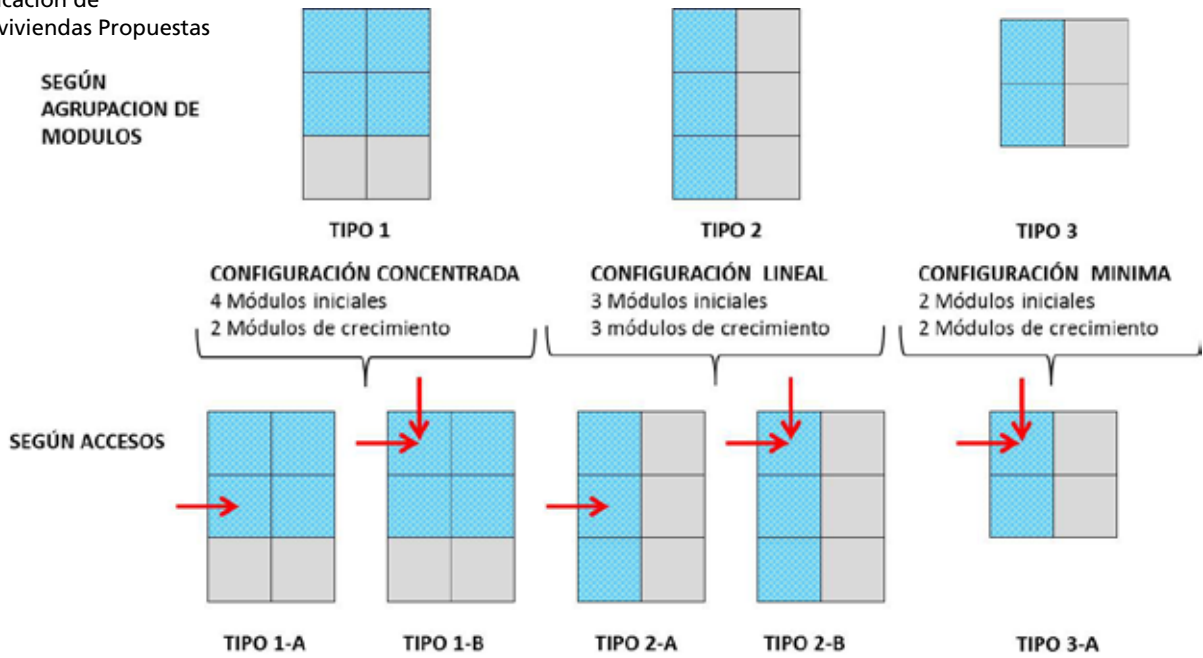 viviendas Propuestas
SEGÚN
AGRUPACION DE
MODULOS
TIPO 1
TIPO 2
TIPO 3
CONFIGURACIÓN CONCENTRADA
4 Módulos iniciales
2 Módulos de crecimiento
CONFIGURACIÓN LINEAL
3 Módulos iniciales
3 módulos de crecimiento
CONFIGURACIÓN MINIMA
2 Módulos iniciales
2 Módulos de crecimiento
SEGÚN ACCESOS
TIPO 1-A
TIPO 1-B
TIPO 2-A
TIPO 2-B
TIPO 3-A